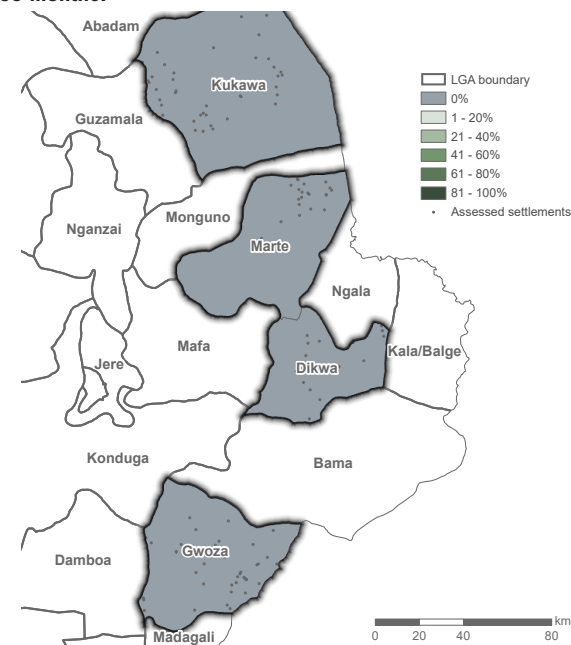 Abadam
Kukawa
Guzamala
LGA boundary
0%
1 - 20%
21 - 40%
41 - 60%
61 - 80%
81 - 100%
Assessed settlements
Monguno
Nganzai
Marte
Ngala
Mafa
Kala/Balge
Jere
Dikwa
Konduga
Bama
Gwoza
Damboa
Madagali
km
0 20 40 80